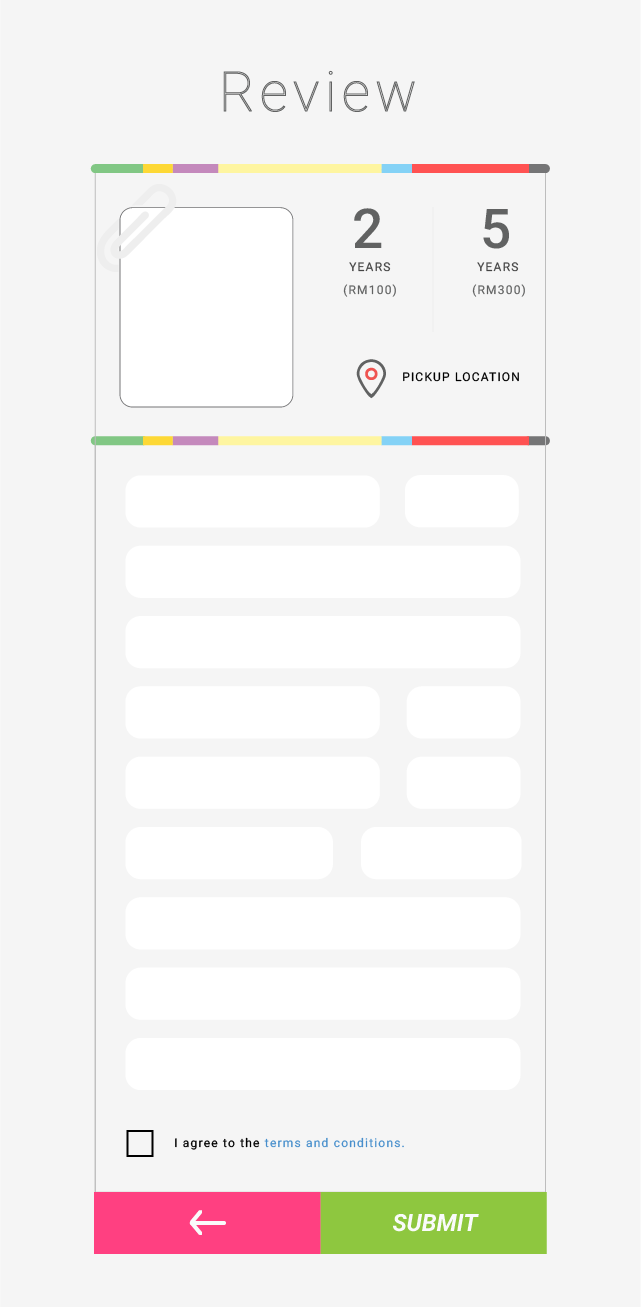 Review
2 5
YEARS YEARS
(RM100) (RM300)
PICKUP LOCATION
I agree to the terms and conditions.
SUBMIT